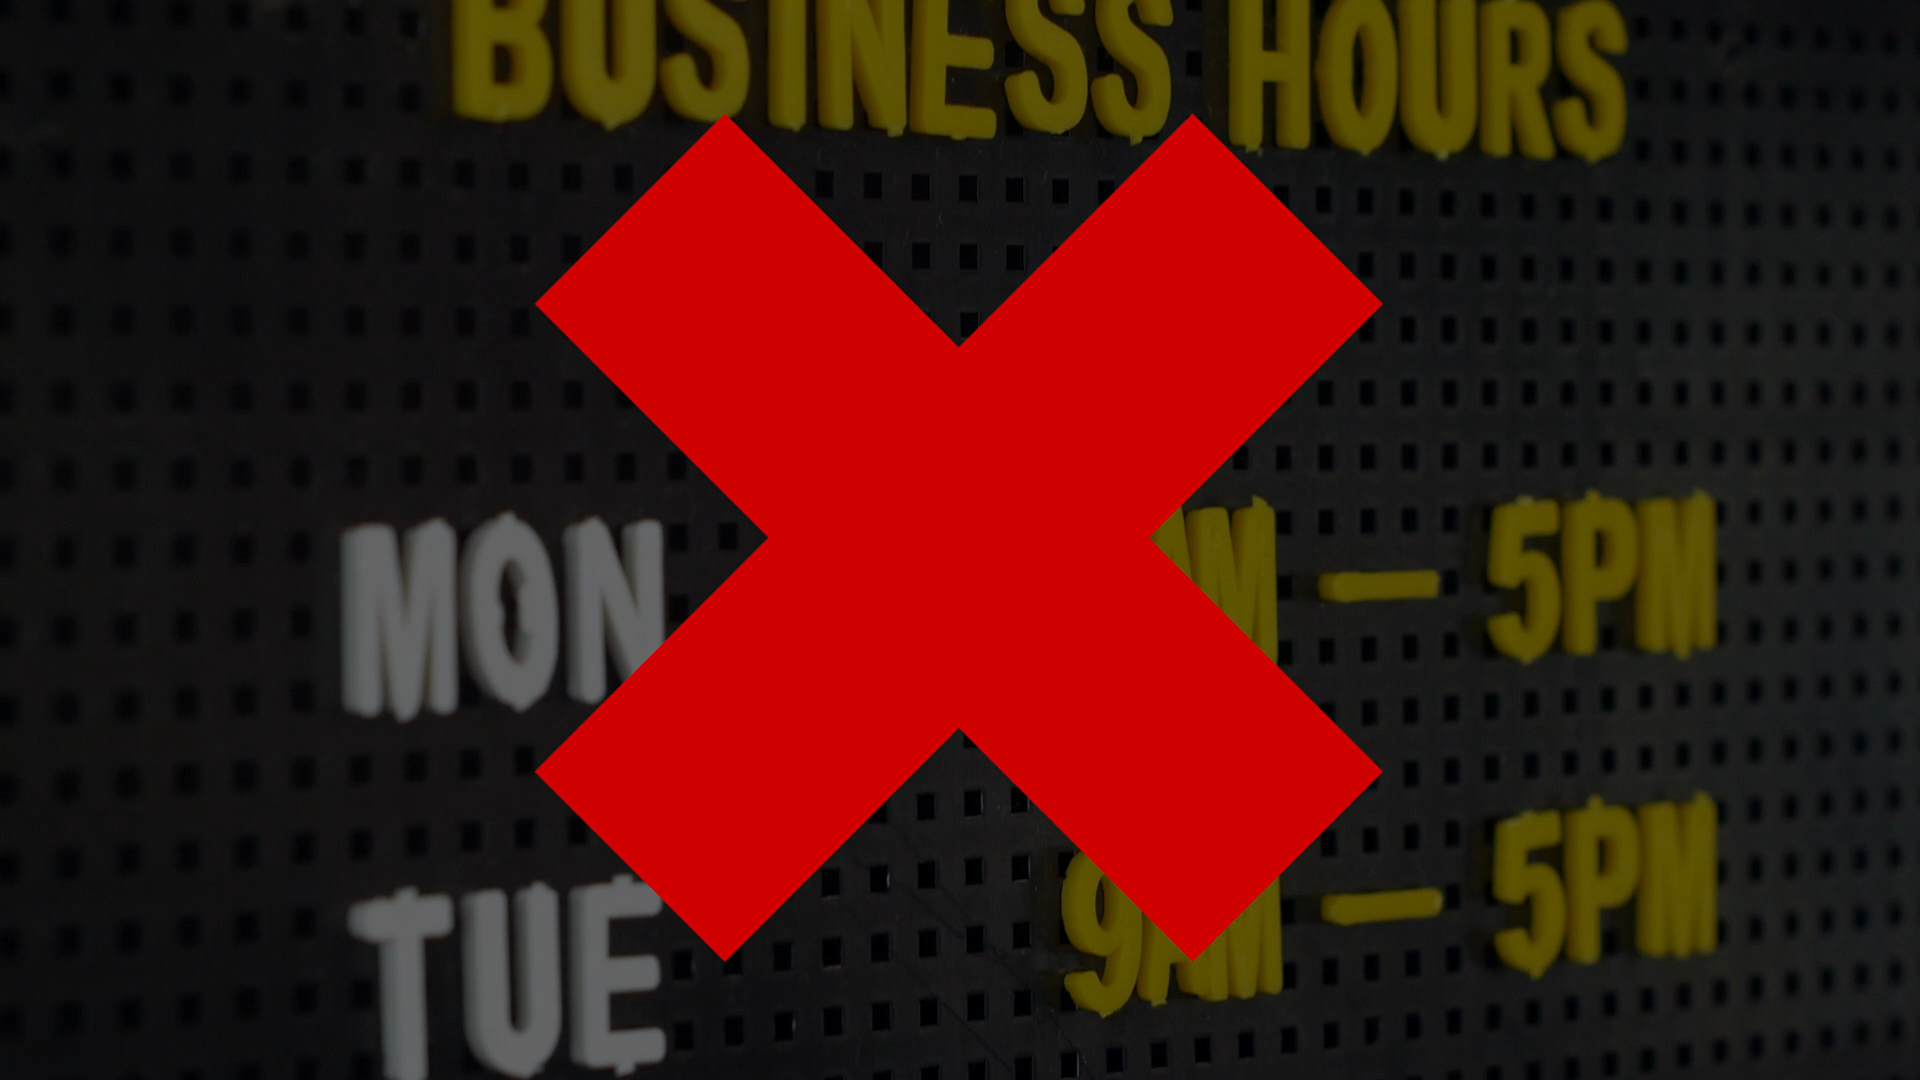 BUSINESS HOURS
MON M — 5PM
TUE 9AM — 5PM